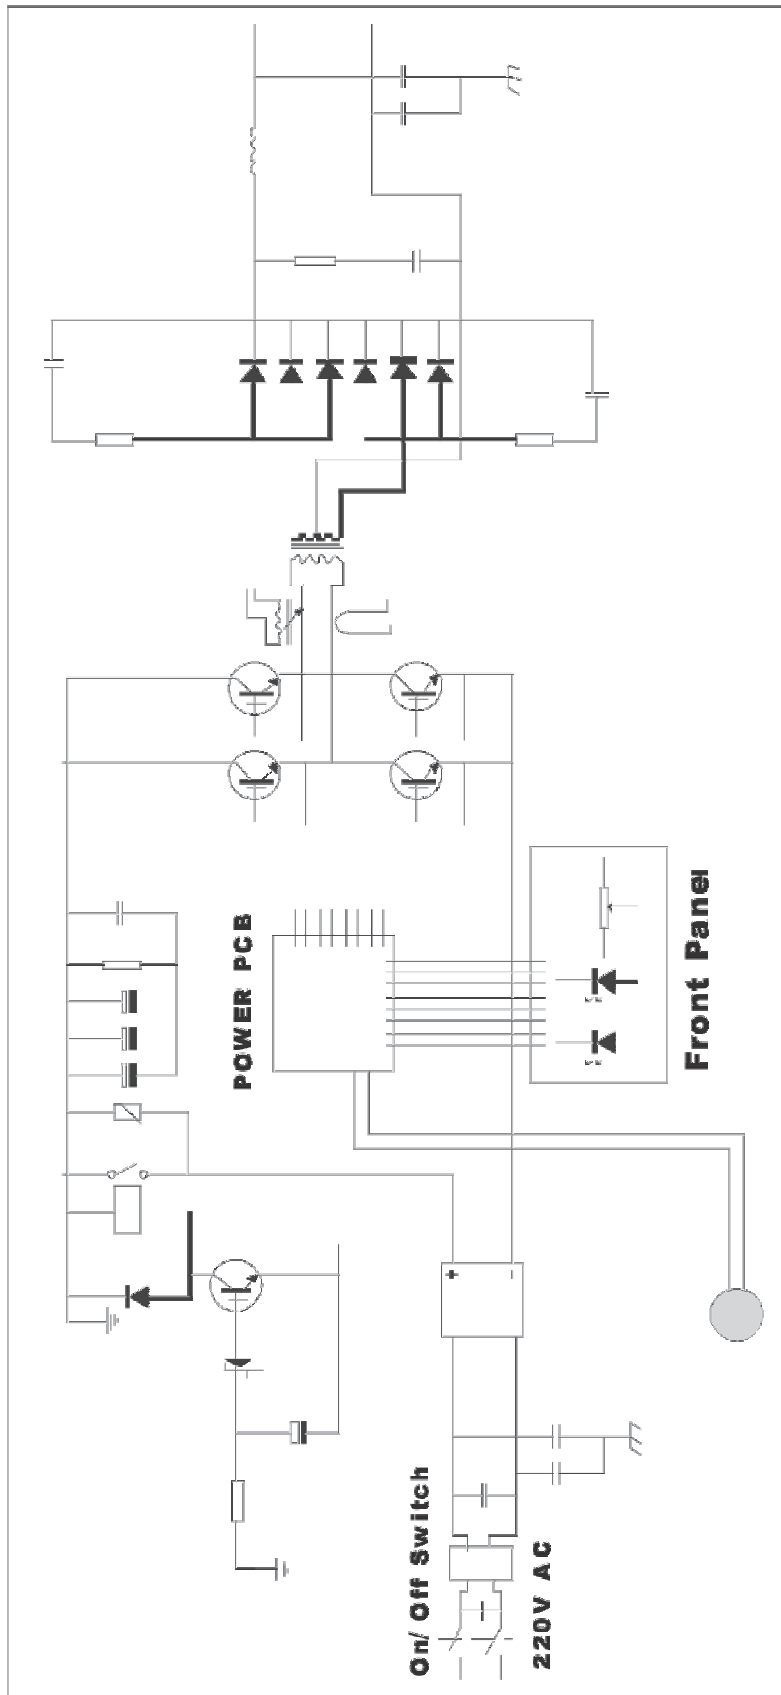 POWER PCB
Front Panel
+
-
On/Off Switch
220V AC